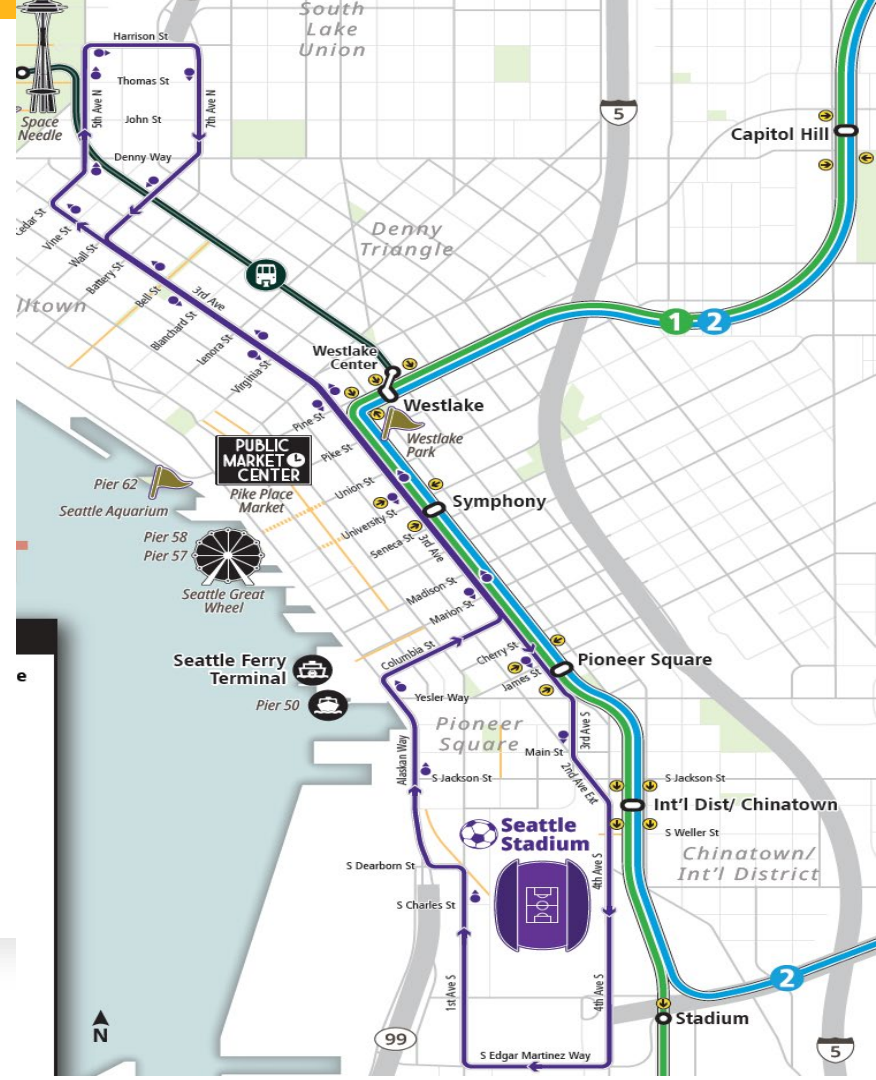 South
Lake
Union
Harrison St
Thomas St
5th Ave N
7th Ave N
John St
Denny Way
Space
Needle
5
Capitol Hill
Cedar St
Vine St
Wall St
Battery St
Bell St
3rd Ave
Blanchard St
Lenora St
Virginia St
Denny
Triangle
lltown
1
2
Westlake
Center
Westlake
Westlake
Park
Pine St
Pike St
PUBLIC
MARKET
CENTER
Pike Place
Market
Union St
University St
Seneca St
3rd Ave
Symphony
Pier 62
Seattle Aquarium
Pier 58
Pier 57
Seattle Great
Wheel
Madison St
Marion St
Columbia St
Cherry St
James St
Pioneer Square
Seattle Ferry
Terminal
Pier 50
e
Yesler Way
Pioneer
Square
Alaskan Way
Main St
3rd Ave S
2nd Ave Ext
S Jackson St
S Jackson St
Int'l Dist/ Chinatown
S Weller St
Chinatown/
Int'l District
Seattle
Stadium
4th Ave S
S Dearborn St
S Charles St
1st Ave S
4th Ave S
2
Stadium
N
99
S Edgar Martinez Way
5